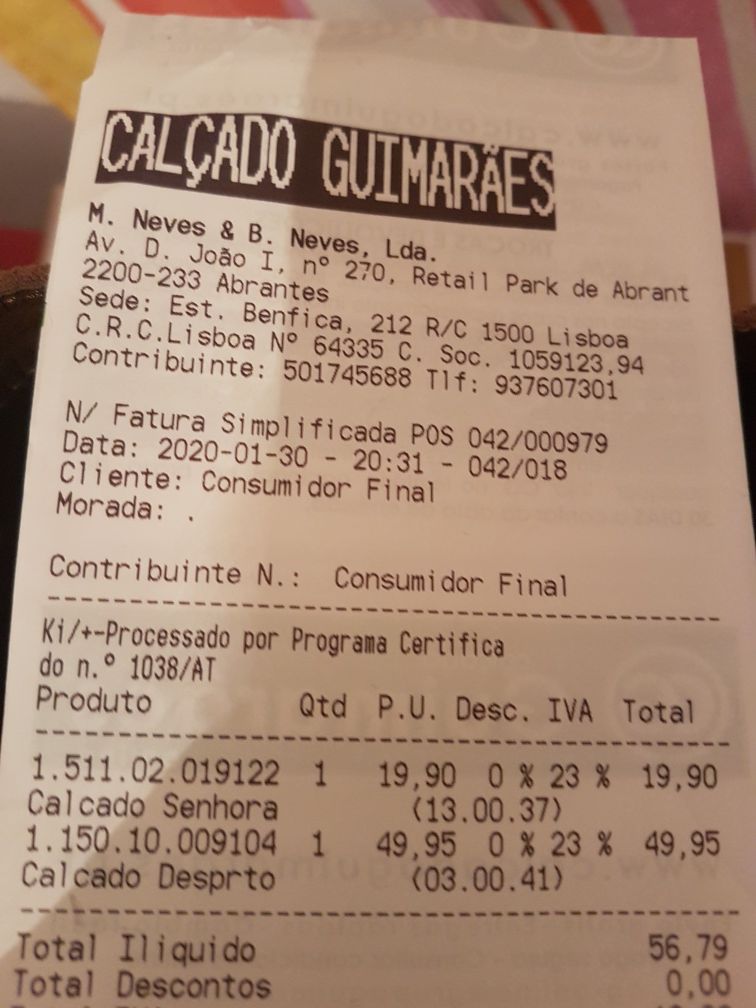 CALÇADO GUIMARÃES
M. Neves & B. Neves, Lda.
Av. D. João I, nº 270, Retail Park de Abrant
2200-233 Abrantes
Sede: Est. Benfica, 212 R/C 1500 Lisboa
C.R.C.Lisboa Nº 64335 C. Soc. 1059123,94
Contribuinte: 501745688 Tlf: 937607301
N/ Fatura Simplificada POS 042/000979
Data: 2020-01-30 - 20:31 - 042/018
Cliente: Consumidor Final
Morada: .
Contribuinte N.: Consumidor Final
Ki/+-Processado por Programa Certifica
do n.º 1038/AT
Produto Qtd P.U. Desc. IVA Total
1.511.02.019122 1 19,90 0 % 23 % 19,90
Calcado Senhora (13.00.37)
1.150.10.009104 1 49,95 0 % 23 % 49,95
Calcado Desprto (03.00.41)
Total Iliquido 56,79
Total Descontos 0,00